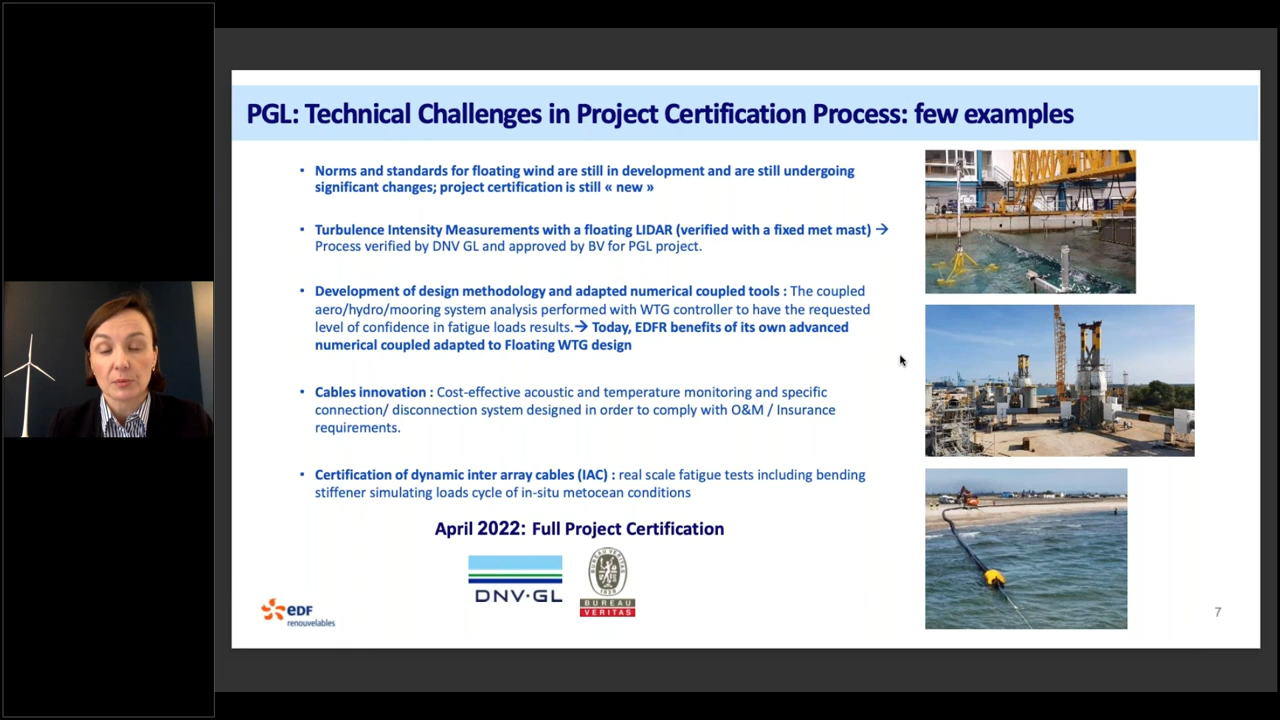 PGL: Technical Challenges in Project Certification Process: few examples
• Norms and standards for floating wind are still in development and are still undergoing
significant changes; project certification is still « new »
• Turbulence Intensity Measurements with a floating LIDAR (verified with a fixed met mast) →
Process verified by DNV GL and approved by BV for PGL project.
• Development of design methodology and adapted numerical coupled tools : The coupled
aero/hydro/mooring system analysis performed with WTG controller to have the requested
level of confidence in fatigue loads results.→ Today, EDFR benefits of its own advanced
numerical coupled adapted to Floating WTG design
• Cables innovation : Cost-effective acoustic and temperature monitoring and specific
connection/ disconnection system designed in order to comply with O&M / Insurance
requirements.
• Certification of dynamic inter array cables (IAC) : real scale fatigue tests including bending
stiffener simulating loads cycle of in-situ metocean conditions
April 2022: Full Project Certification
DNV·GL
BUREAU VERITAS
1828
BUREAU
VERITAS
edf
renouvelables
7